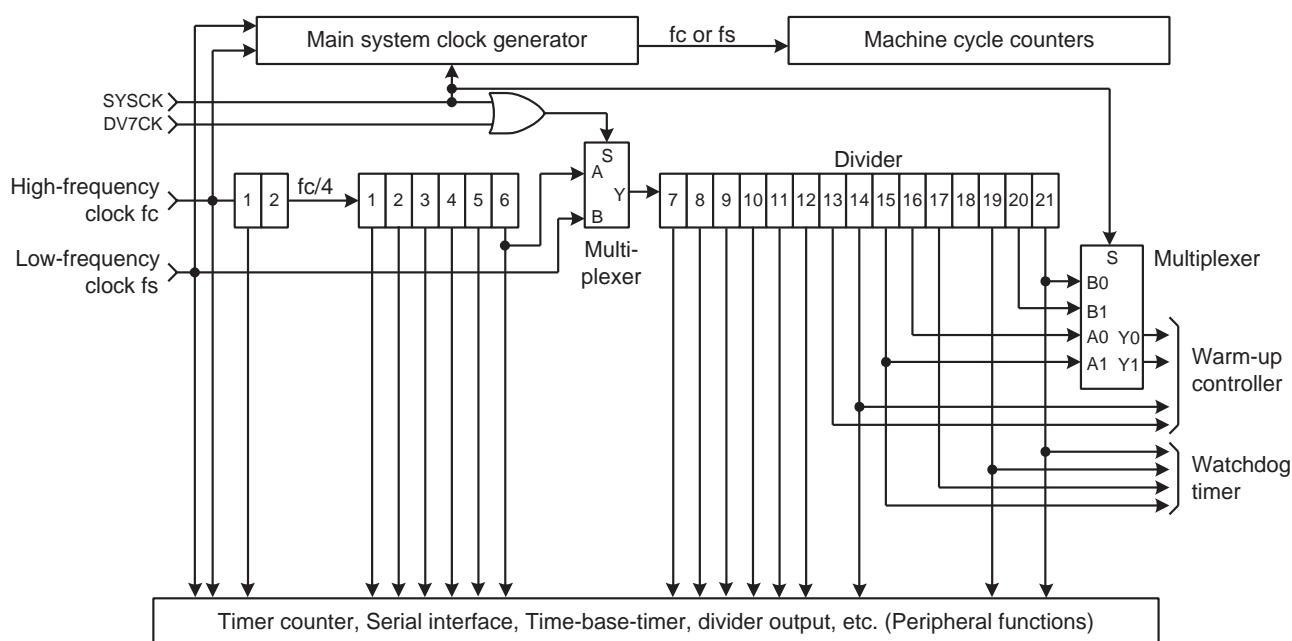 Main system clock generator
fc or fs
Machine cycle counters
SYSCK
DV7CK
High-frequency
clock fc
Low-frequency
clock fs
1 2
fc/4
1 2 3 4 5 6
S
A
B
Y
Multi-
plexer
Divider
7 8 9 10 11 12 13 14 15 16 17 18 19 20 21
S
B0
B1
A0 Y0
A1 Y1
Multiplexer
Warm-up
controller
Watchdog
timer
Timer counter, Serial interface, Time-base-timer, divider output, etc. (Peripheral functions)